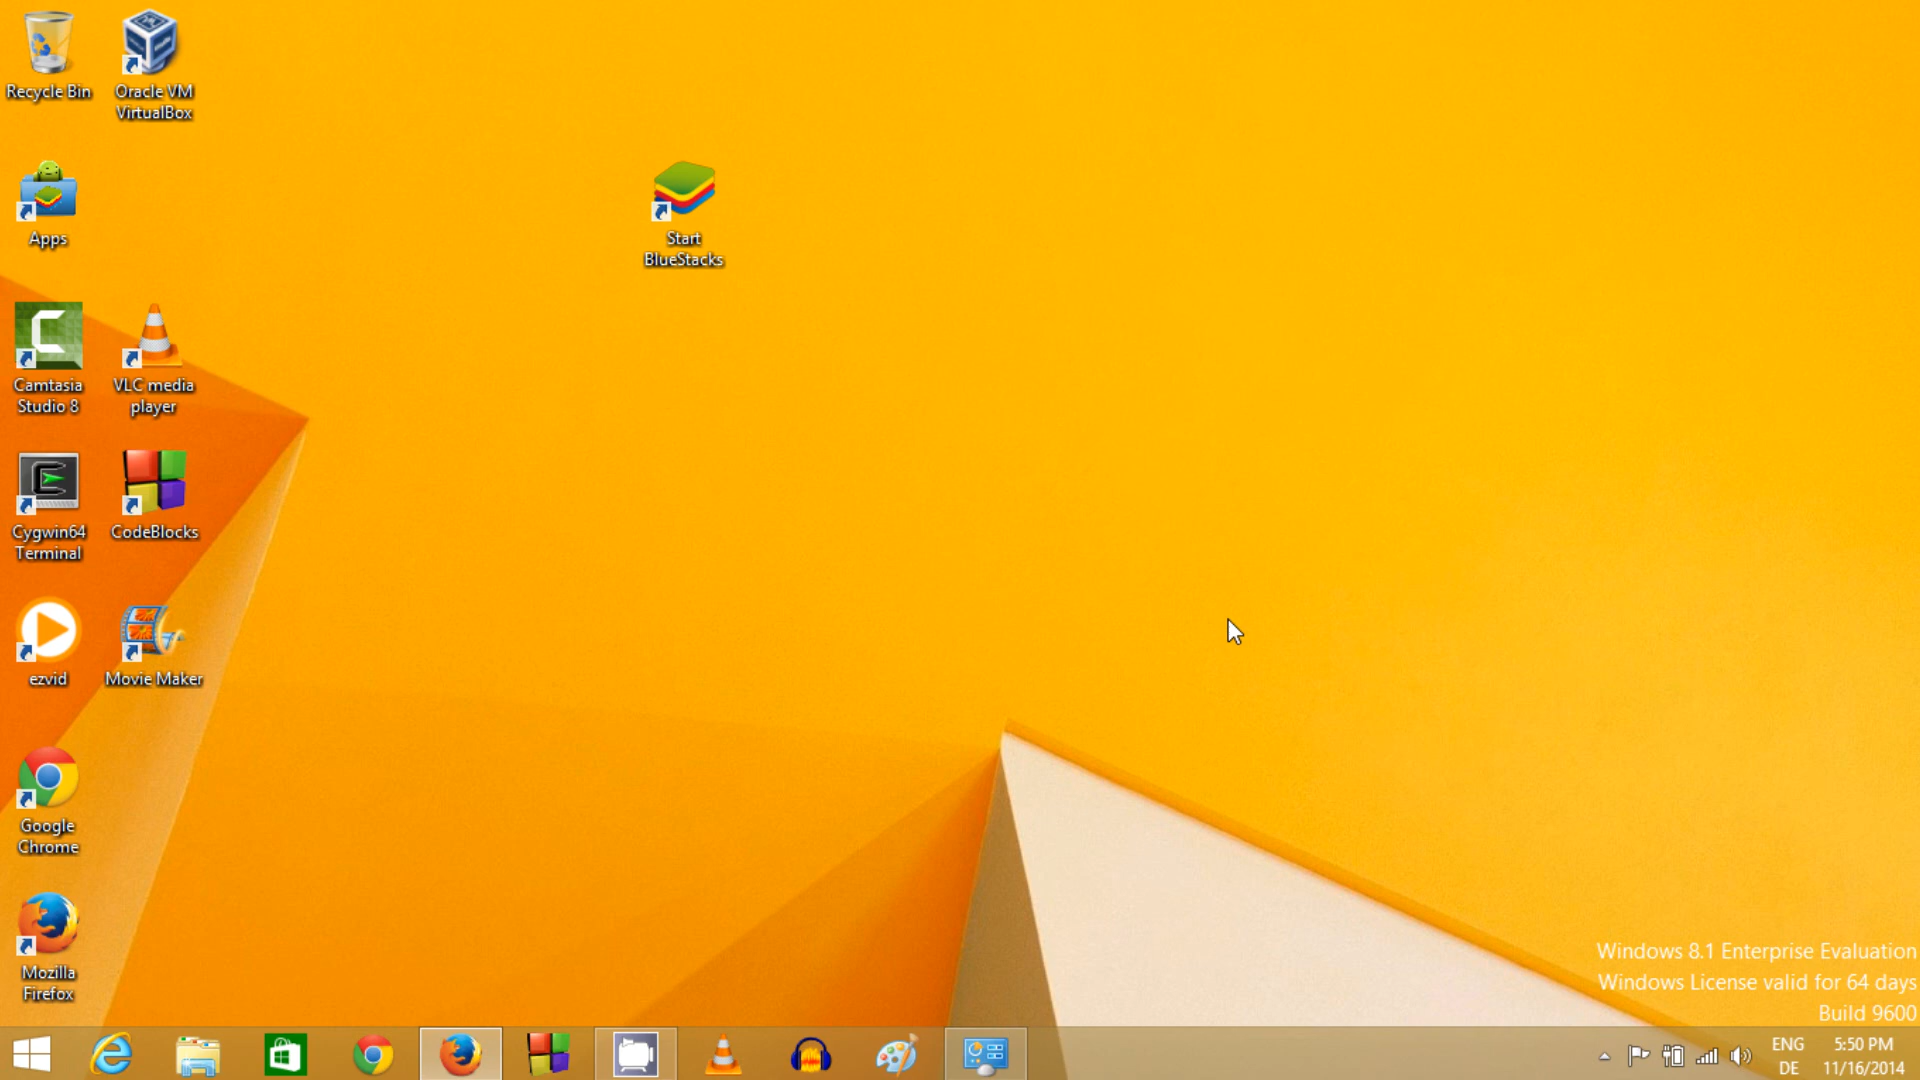 Recycle Bin
Oracle VM
VirtualBox
Apps
Start
BlueStacks
Camtasia
Studio 8
VLC media
player
Cygwin64
Terminal
CodeBlocks
ezvid
Movie Maker
Google
Chrome
Mozilla
Firefox
Windows 8.1 Enterprise Evaluation
Windows License valid for 64 days
Build 9600
ENG
DE
5:50 PM
11/16/2014